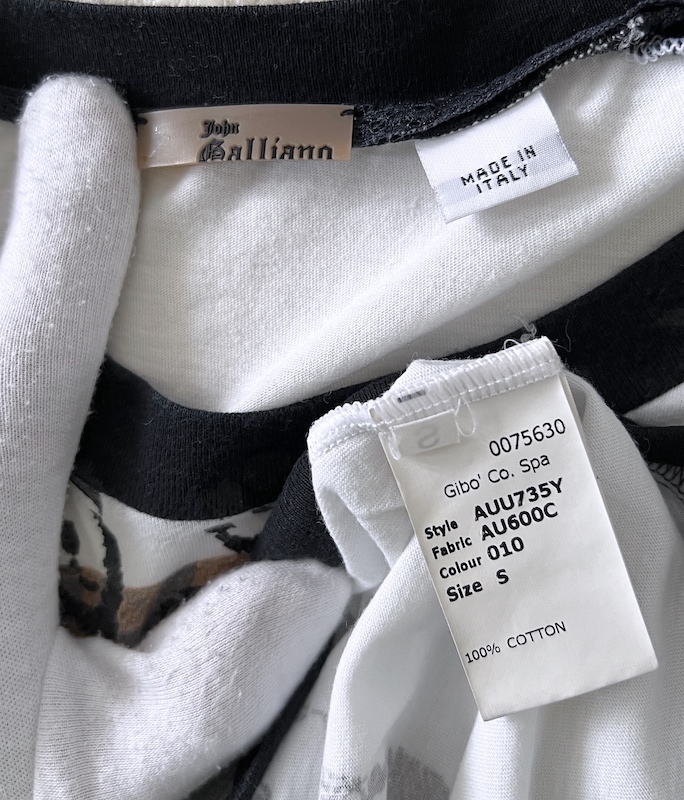 John
Galliano
MADE IN
ITALY
S
0075630
Gibo' Co. Spa
Style AUU735Y
Fabric AU600C
Colour 010
Size S
100% COTTON